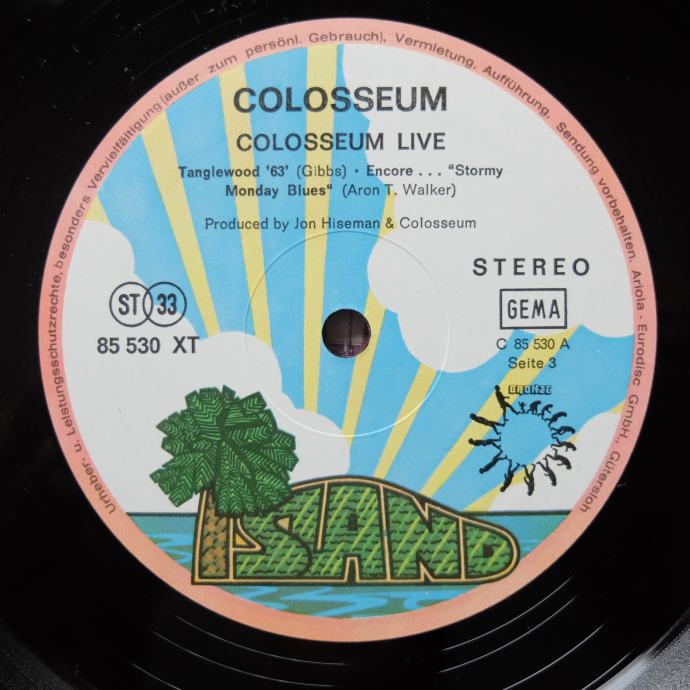 Urheber- u. Leistungsschutzrechte, besonders Vervielfältigung (außer zum persönl. Gebrauch), Vermietung, Aufführung, Sendung vorbehalten. Ariola - Eurodisc GmbH., Gütersloh
COLOSSEUM
COLOSSEUM LIVE
Tanglewood '63' (Gibbs) • Encore . . . "Stormy
Monday Blues" (Aron T. Walker)
Produced by Jon Hiseman & Colosseum
STEREO
ST 33
GEMA
85 530 XT
C 85 530 A
Seite 3
BRONZE
ISLAND